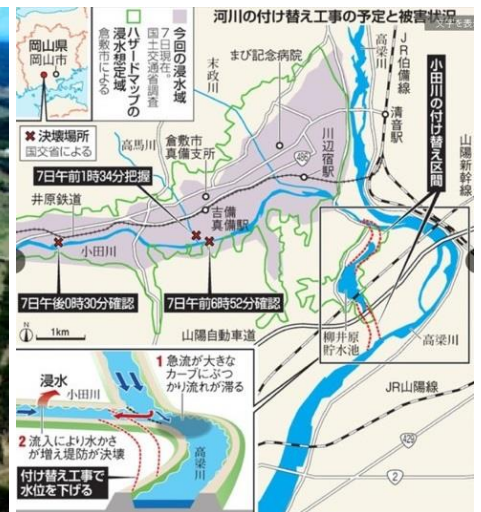 河川の付け替え工事の予定と被害状況
文字を表
岡山県
岡山市
今回の浸水域
7日現在。
国土交通省調査
ハザードマップの
浸水想定域
倉敷市による
決壊場所
国交省による
まび記念病院
末政川
高梁川
JR伯備線
小田川の付け替え区間
清音駅
山陽新幹線
高馬川
倉敷市
真備支所
川辺宿駅
486
7日午前1時34分把握
井原鉄道
吉備
真備駅
小田川
7日午後0時30分確認
7日午前6時52分確認
N
1km
山陽自動車道
柳井原
貯水池
高梁川
JR山陽線
429
2
1 急流が大きな
カーブにぶつ
かり流れが滞る
浸水
小田川
2 流入により水かさ
が増え堤防が決壊
高梁川
付け替え工事で
水位を下げる